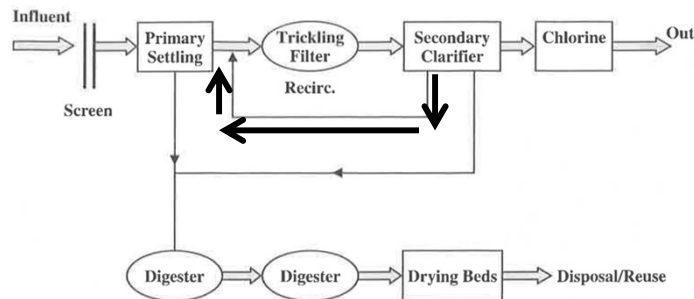 Influent
Screen
Primary
Settling
Trickling
Filter
Recirc.
Secondary
Clarifier
Chlorine
Out
Digester
Digester
Drying Beds
Disposal/Reuse